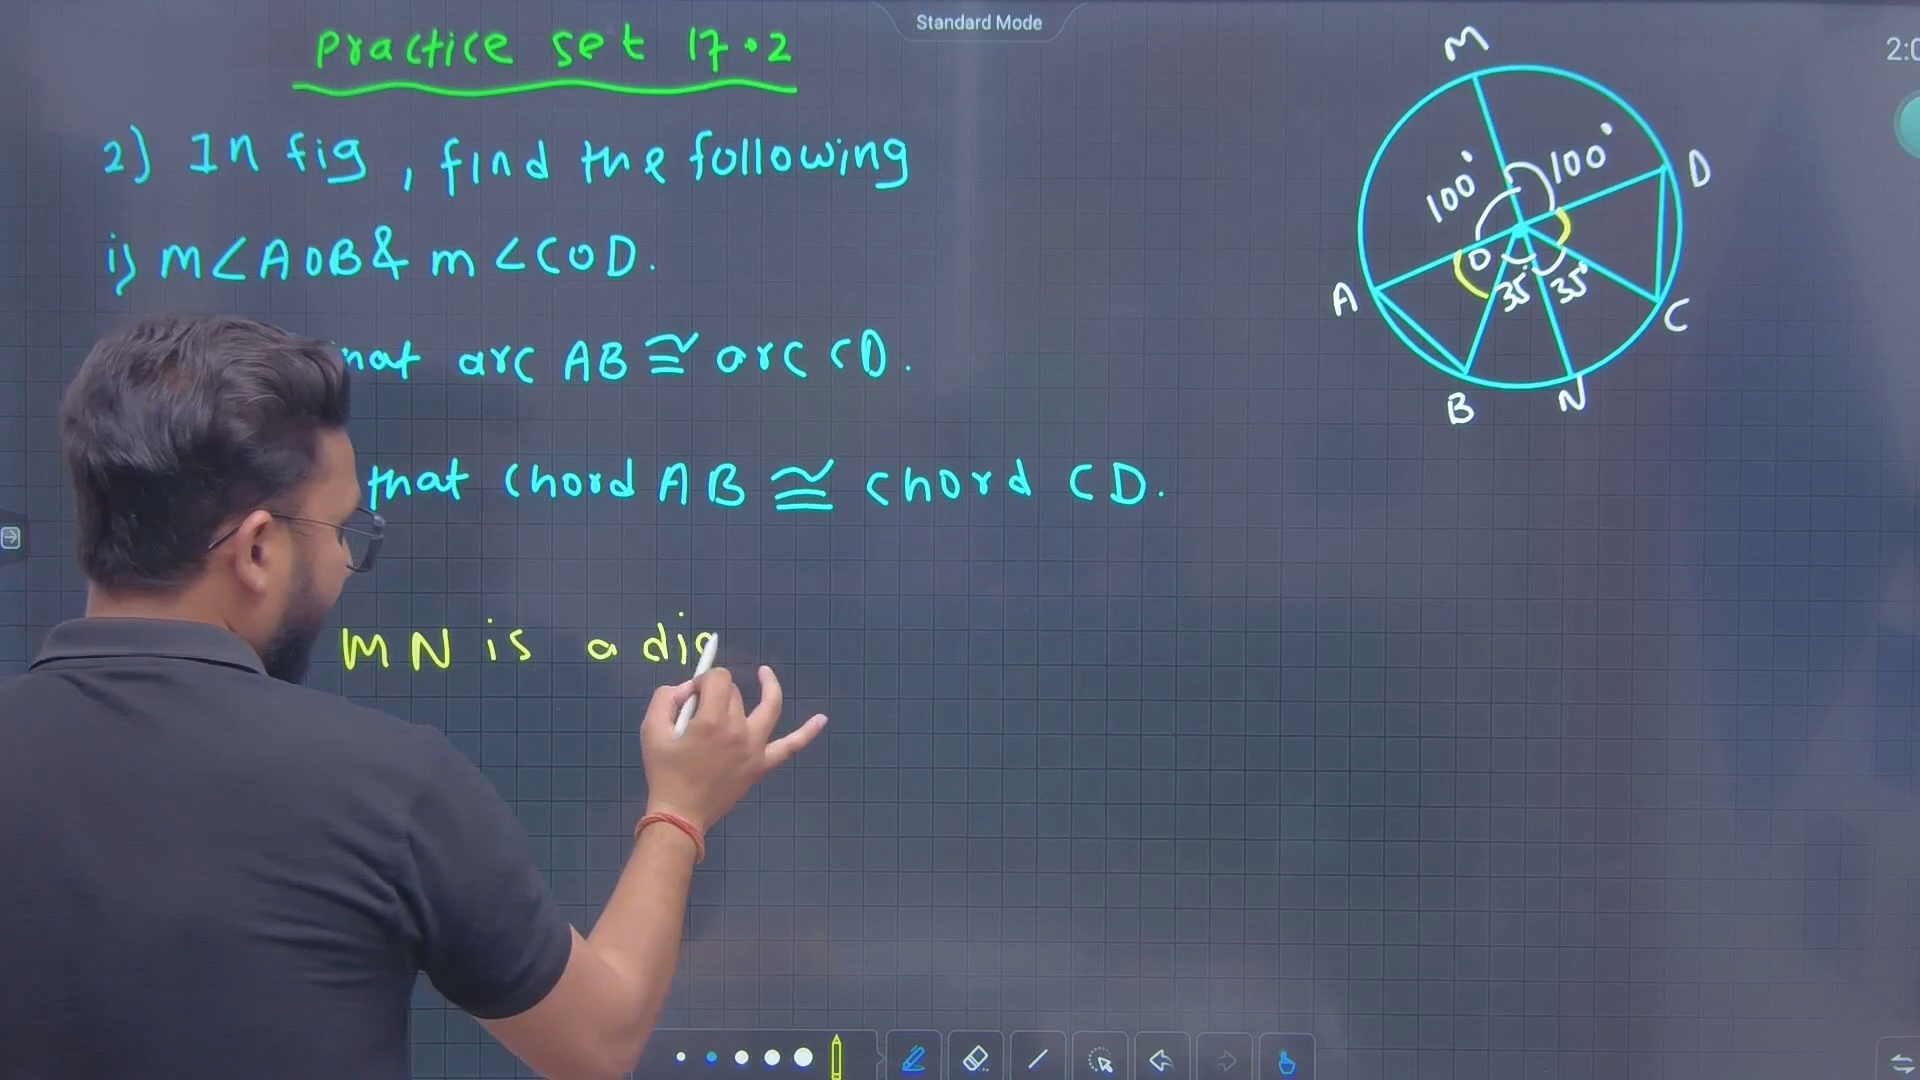 Standard Mode
Practice set 17.2
2:0
2) In fig, find the following
i) m∠AOB & m∠COD.
that arc AB ≅ arc CD.
that chord AB ≅ chord CD.
MN is a dia
M
100° 100° D
A O 35° 35° C
B N